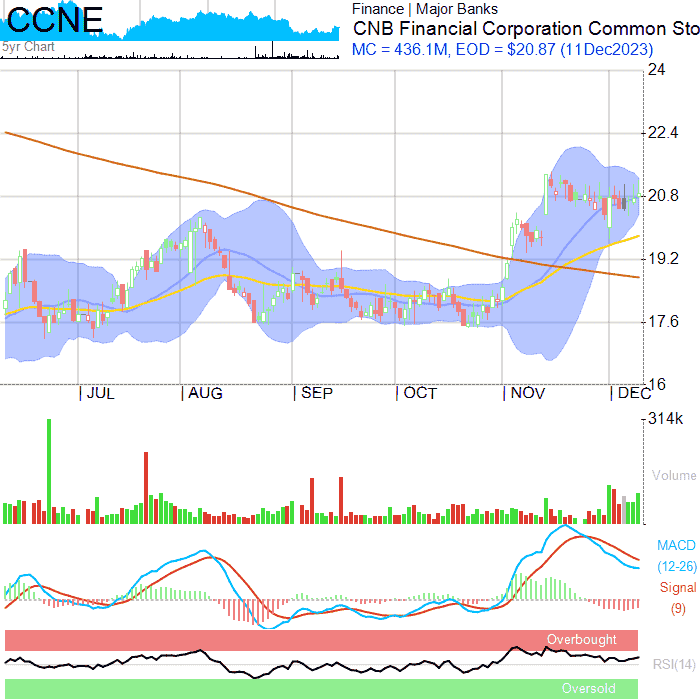 CCNE
5yr Chart
Finance | Major Banks
CNB Financial Corporation Common Sto
MC = 436.1M, EOD = $20.87 (11Dec2023)
24
22.4
20.8
19.2
17.6
16
| JUL
| AUG
| SEP
| OCT
| NOV
| DEC
314k
Volume
MACD
(12-26)
Signal
(9)
Overbought
RSI(14)
Oversold